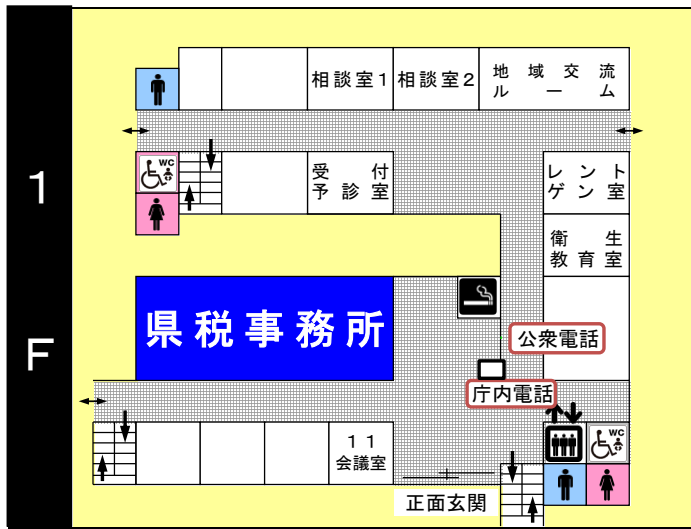 1
F
相談室1
相談室2
地域交流
ルーム
WC
受付
予診室
レント
ゲン室
衛生
教育室
県税事務所
公衆電話
庁内電話
11
会議室
WC
正面玄関